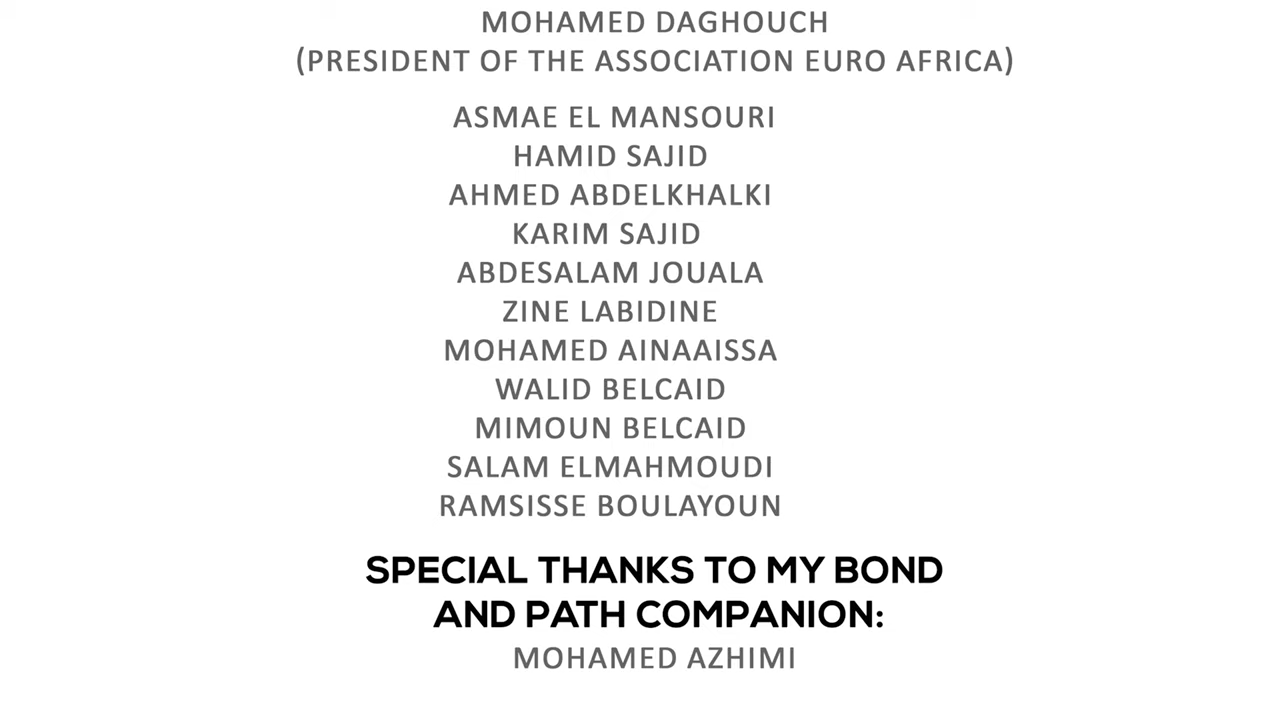 MOHAMED DAGHOUCH
(PRESIDENT OF THE ASSOCIATION EURO AFRICA)
ASMAE EL MANSOURI
HAMID SAJID
AHMED ABDELKHALKI
KARIM SAJID
ABDESALAM JOUALA
ZINE LABIDINE
MOHAMED AINAAISSA
WALID BELCAID
MIMOUN BELCAID
SALAM ELMAHMOUDI
RAMSISSE BOULAYOUN
SPECIAL THANKS TO MY BOND
AND PATH COMPANION:
MOHAMED AZHIMI